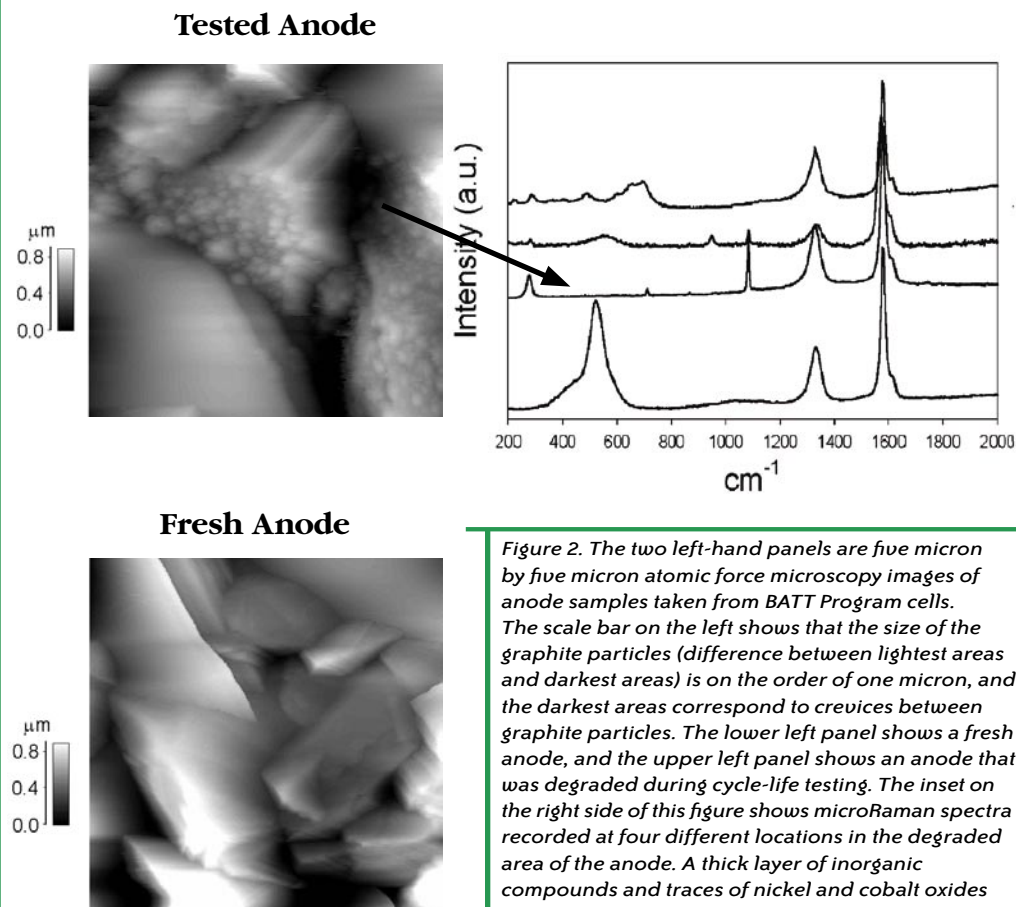 Tested Anode
μm
0.8
0.4
0.0
Intensity (a.u.)
200 400 600 800 1000 1200 1400 1600 1800 2000
cm-1
Fresh Anode
μm
0.8
0.4
0.0
Figure 2. The two left-hand panels are five micron
by five micron atomic force microscopy images of
anode samples taken from BATT Program cells.
The scale bar on the left shows that the size of the
graphite particles (difference between lightest areas
and darkest areas) is on the order of one micron, and
the darkest areas correspond to crevices between
graphite particles. The lower left panel shows a fresh
anode, and the upper left panel shows an anode that
was degraded during cycle-life testing. The inset on
the right side of this figure shows microRaman spectra
recorded at four different locations in the degraded
area of the anode. A thick layer of inorganic
compounds and traces of nickel and cobalt oxides